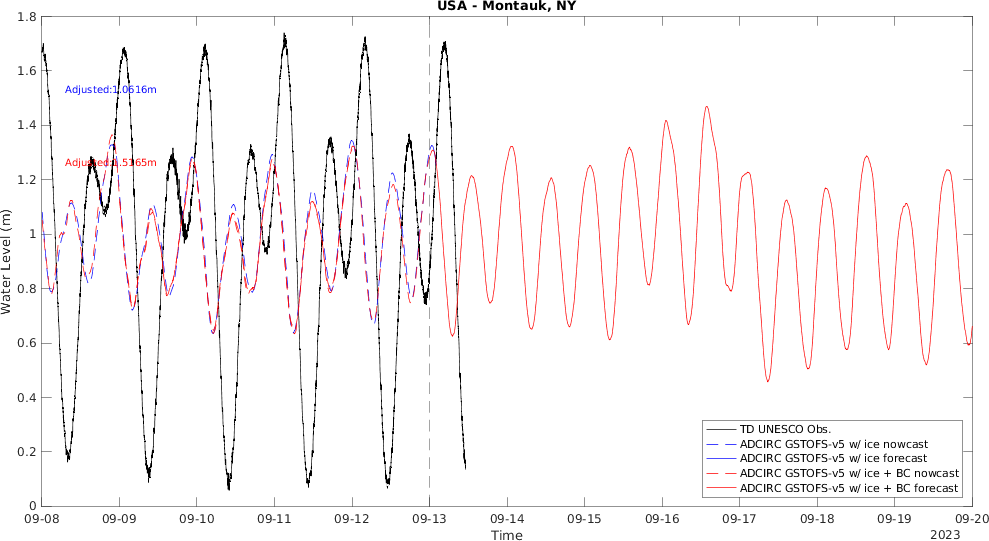 USA - Montauk, NY
1.8
1.6
1.4
1.2
1
0.8
0.6
0.4
0.2
0
Water Level (m)
Adjusted:1.0616m
Adjusted:1.5165m
TD UNESCO Obs.
ADCIRC GSTOFS-v5 w/ ice nowcast
ADCIRC GSTOFS-v5 w/ ice forecast
ADCIRC GSTOFS-v5 w/ ice + BC nowcast
ADCIRC GSTOFS-v5 w/ ice + BC forecast
09-08 09-09 09-10 09-11 09-12 09-13 09-14 09-15 09-16 09-17 09-18 09-19 09-20
Time
2023